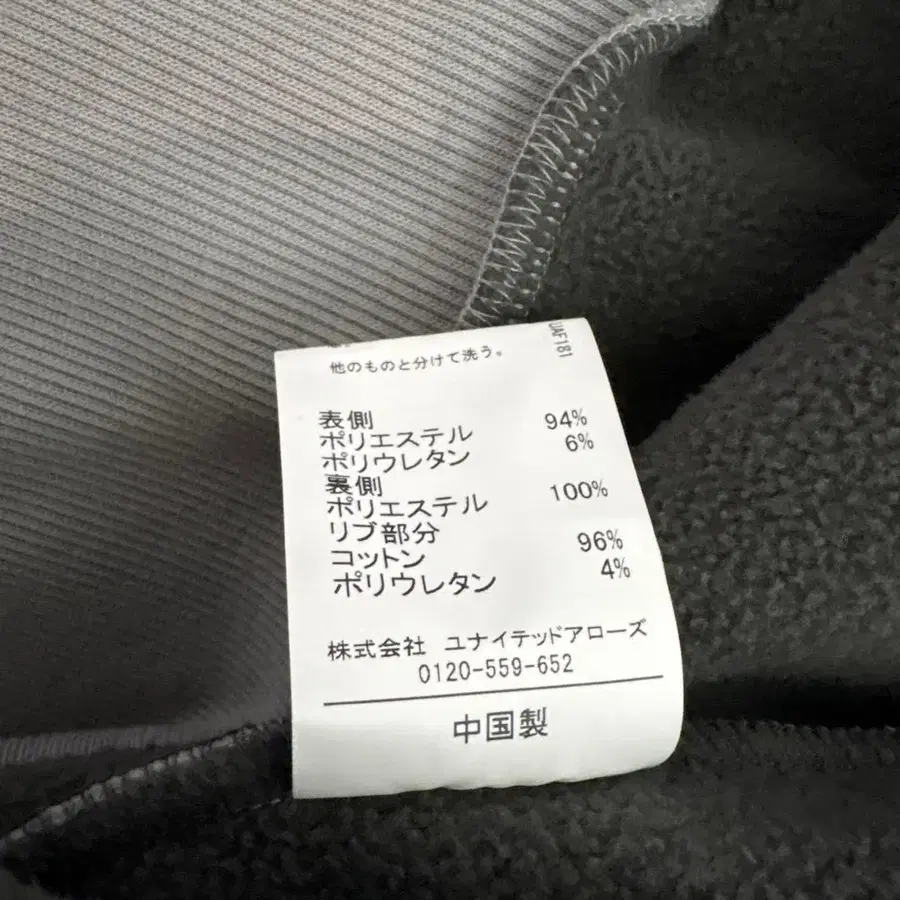 UAF181
他のものと分けて洗う。
表側
ポリエステル 94%
ポリウレタン 6%
裏側
ポリエステル 100%
リブ部分
コットン 96%
ポリウレタン 4%
株式会社 ユナイテッドアローズ
0120-559-652
中国製